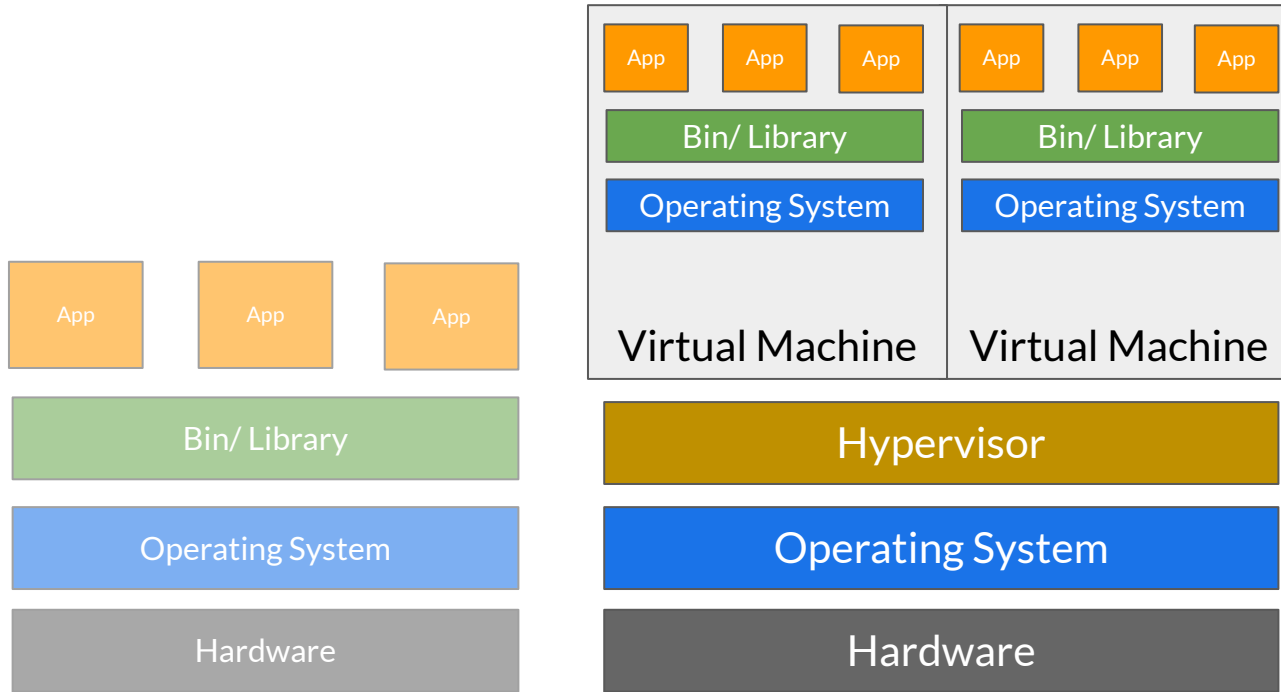 App
App
App
Bin/ Library
Operating System
Hardware
App
App
App
Bin/ Library
Operating System
Virtual Machine
App
App
App
Bin/ Library
Operating System
Virtual Machine
Hypervisor
Operating System
Hardware